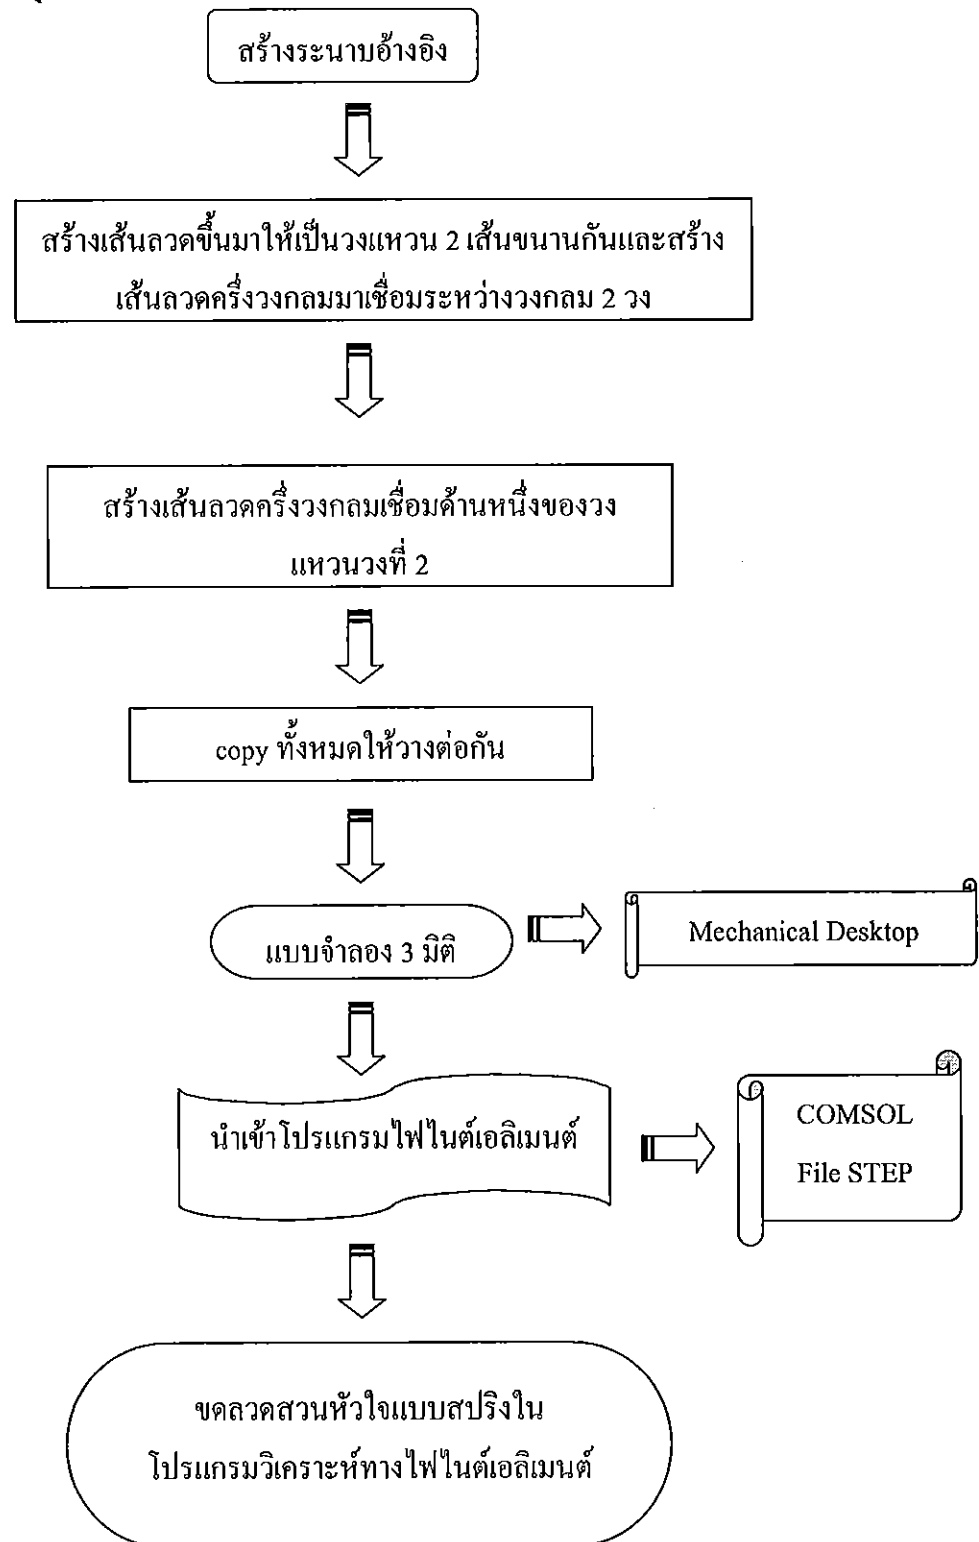 สร้างระนาบอ้างอิง
สร้างเส้นลวดขึ้นมาให้เป็นวงแหวน 2 เส้นขนานกันและสร้าง
เส้นลวดครึ่งวงกลมมาเชื่อมระหว่างวงกลม 2 วง
สร้างเส้นลวดครึ่งวงกลมเชื่อมด้านหนึ่งของวง
แหวนวงที่ 2
copy ทั้งหมดให้วางต่อกัน
แบบจำลอง 3 มิติ
Mechanical Desktop
นำเข้าโปรแกรมไฟไนต์เอลิเมนต์
COMSOL
File STEP
ขดลวดสวนหัวใจแบบสปริงใน
โปรแกรมวิเคราะห์ทางไฟไนต์เอลิเมนต์